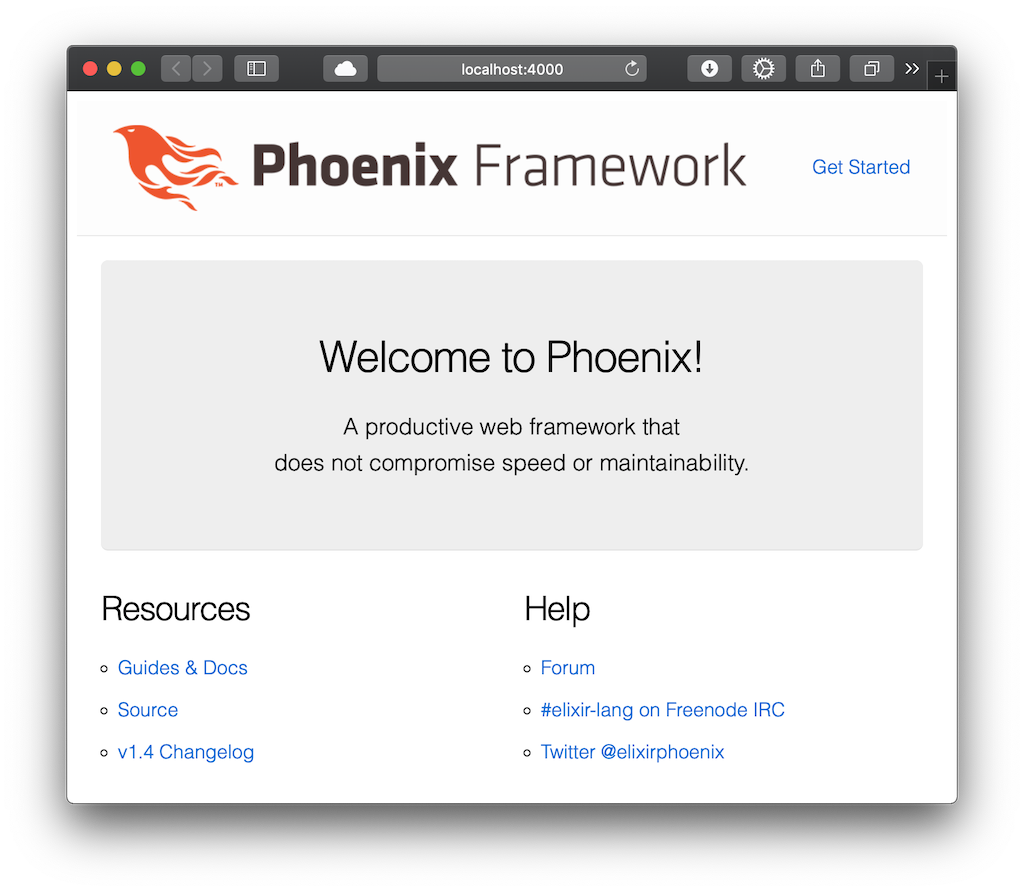 localhost:4000
Phoenix Framework
TM
Get Started
Welcome to Phoenix!
A productive web framework that
does not compromise speed or maintainability.
Resources
Guides & Docs
Source
v1.4 Changelog
Help
Forum
#elixir-lang on Freenode IRC
Twitter @elixirphoenix